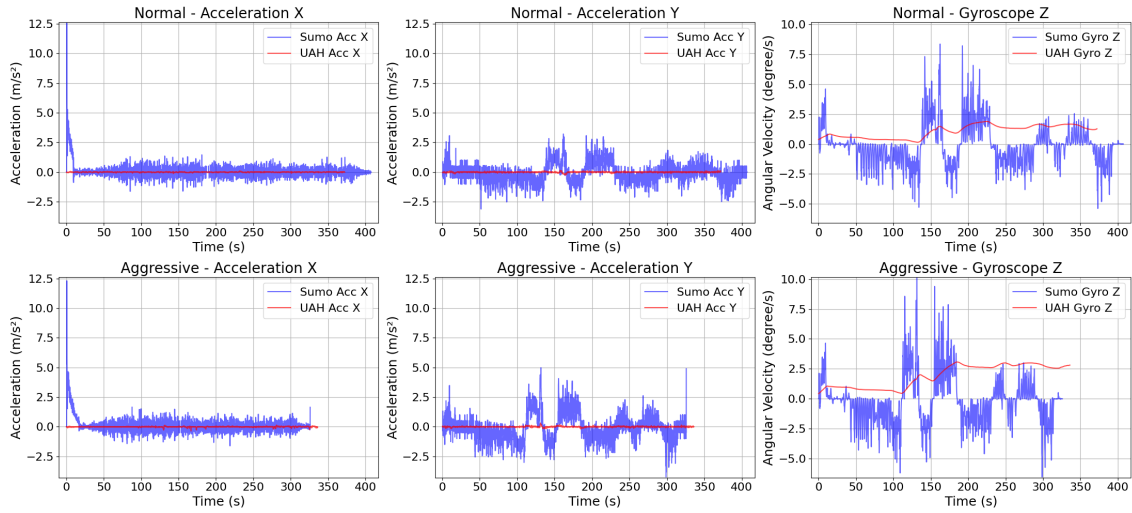 Normal - Acceleration X
Acceleration (m/s²)
12.5
10.0
7.5
5.0
2.5
0.0
−2.5
Sumo Acc X
UAH Acc X
0 50 100 150 200 250 300 350 400
Time (s)
Normal - Acceleration Y
Acceleration (m/s²)
12.5
10.0
7.5
5.0
2.5
0.0
−2.5
Sumo Acc Y
UAH Acc Y
0 50 100 150 200 250 300 350 400
Time (s)
Normal - Gyroscope Z
Angular Velocity (degree/s)
10.0
7.5
5.0
2.5
0.0
−2.5
−5.0
Sumo Gyro Z
UAH Gyro Z
0 50 100 150 200 250 300 350 400
Time (s)
Aggressive - Acceleration X
Acceleration (m/s²)
12.5
10.0
7.5
5.0
2.5
0.0
−2.5
Sumo Acc X
UAH Acc X
0 50 100 150 200 250 300 350 400
Time (s)
Aggressive - Acceleration Y
Acceleration (m/s²)
12.5
10.0
7.5
5.0
2.5
0.0
−2.5
Sumo Acc Y
UAH Acc Y
0 50 100 150 200 250 300 350 400
Time (s)
Aggressive - Gyroscope Z
Angular Velocity (degree/s)
10.0
7.5
5.0
2.5
0.0
−2.5
−5.0
Sumo Gyro Z
UAH Gyro Z
0 50 100 150 200 250 300 350 400
Time (s)